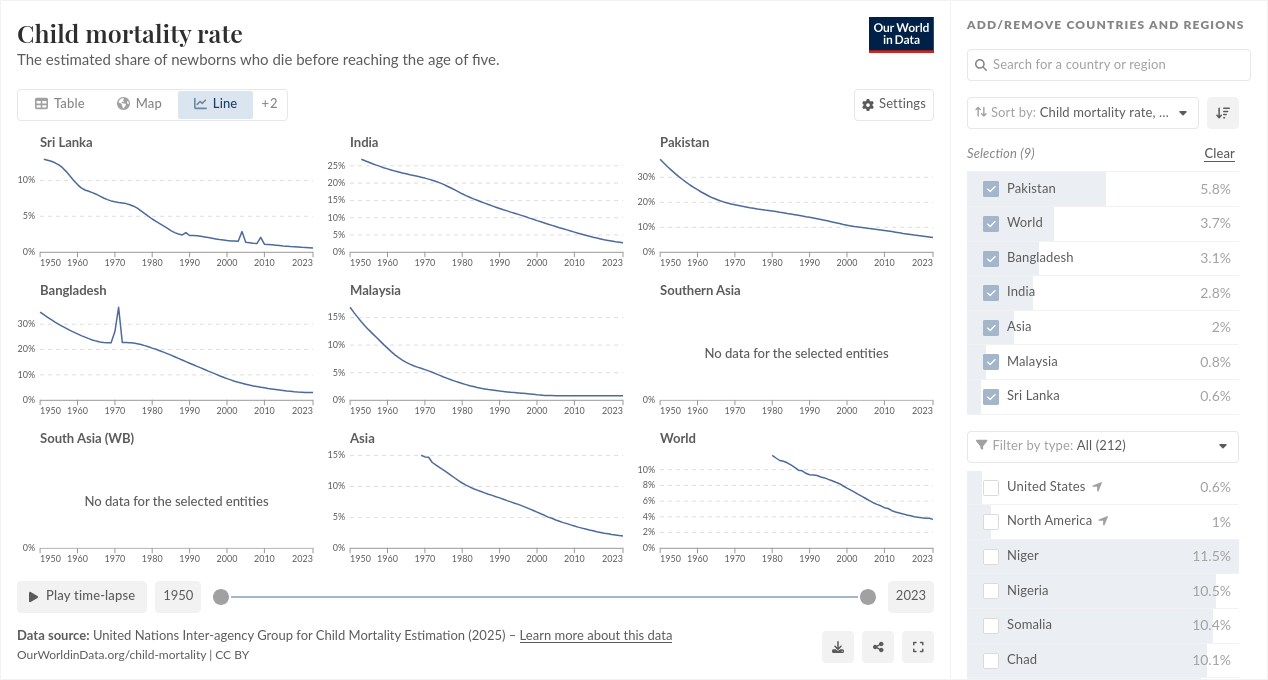 Child mortality rate
The estimated share of newborns who die before reaching the age of five.
Our World
in Data
Table
Map
Line
+2
Settings
Sri Lanka
10%
5%
0%
1950 1960 1970 1980 1990 2000 2010 2023
India
25%
20%
15%
10%
5%
0%
1950 1960 1970 1980 1990 2000 2010 2023
Pakistan
30%
20%
10%
0%
1950 1960 1970 1980 1990 2000 2010 2023
Bangladesh
30%
20%
10%
0%
1950 1960 1970 1980 1990 2000 2010 2023
Malaysia
15%
10%
5%
0%
1950 1960 1970 1980 1990 2000 2010 2023
Southern Asia
No data for the selected entities
0%
1950 1960 1970 1980 1990 2000 2010 2023
South Asia (WB)
No data for the selected entities
0%
1950 1960 1970 1980 1990 2000 2010 2023
Asia
15%
10%
5%
0%
1950 1960 1970 1980 1990 2000 2010 2023
World
10%
8%
6%
4%
2%
0%
1950 1960 1970 1980 1990 2000 2010 2023
Play time-lapse
1950
2023
Data source: United Nations Inter-agency Group for Child Mortality Estimation (2025) – Learn more about this data
OurWorldinData.org/child-mortality | CC BY
ADD/REMOVE COUNTRIES AND REGIONS
Search for a country or region
Sort by: Child mortality rate, ...
Selection (9)
Clear
Pakistan 5.8%
World 3.7%
Bangladesh 3.1%
India 2.8%
Asia 2%
Malaysia 0.8%
Sri Lanka 0.6%
Filter by type: All (212)
United States 0.6%
North America 1%
Niger 11.5%
Nigeria 10.5%
Somalia 10.4%
Chad 10.1%